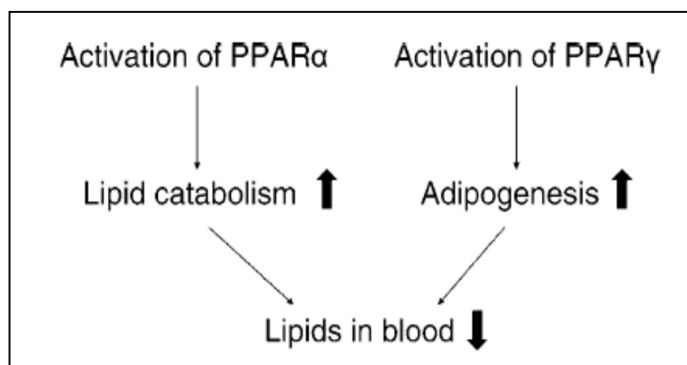 Activation of PPARα
Activation of PPARγ
Lipid catabolism
Adipogenesis
Lipids in blood